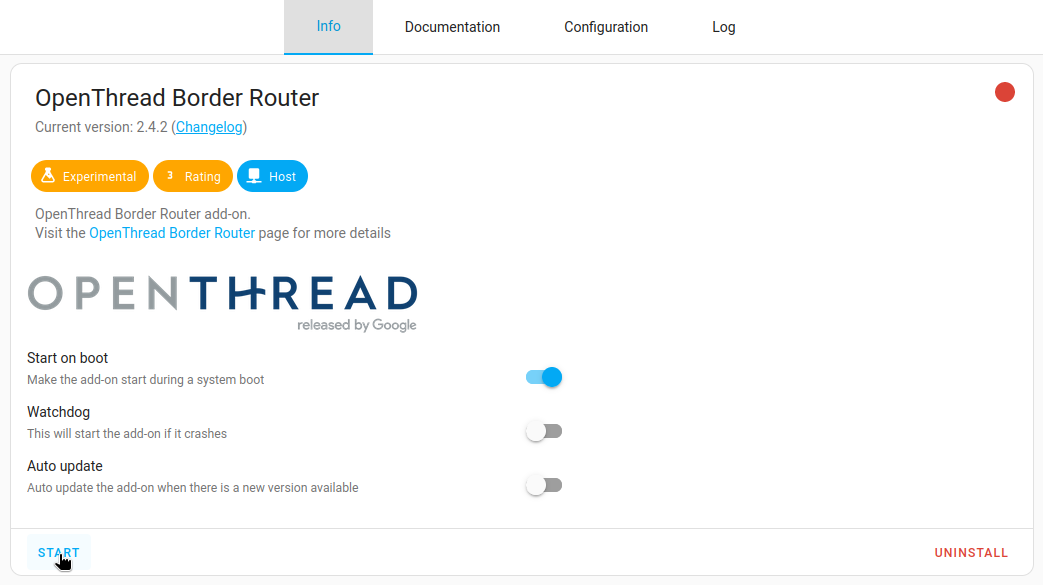 Info Documentation Configuration Log
OpenThread Border Router
Current version: 2.4.2 (Changelog)
Experimental 3 Rating Host
OpenThread Border Router add-on.
Visit the OpenThread Border Router page for more details
OPENTHREAD
released by Google
Start on boot
Make the add-on start during a system boot
Watchdog
This will start the add-on if it crashes
Auto update
Auto update the add-on when there is a new version available
START UNINSTALL